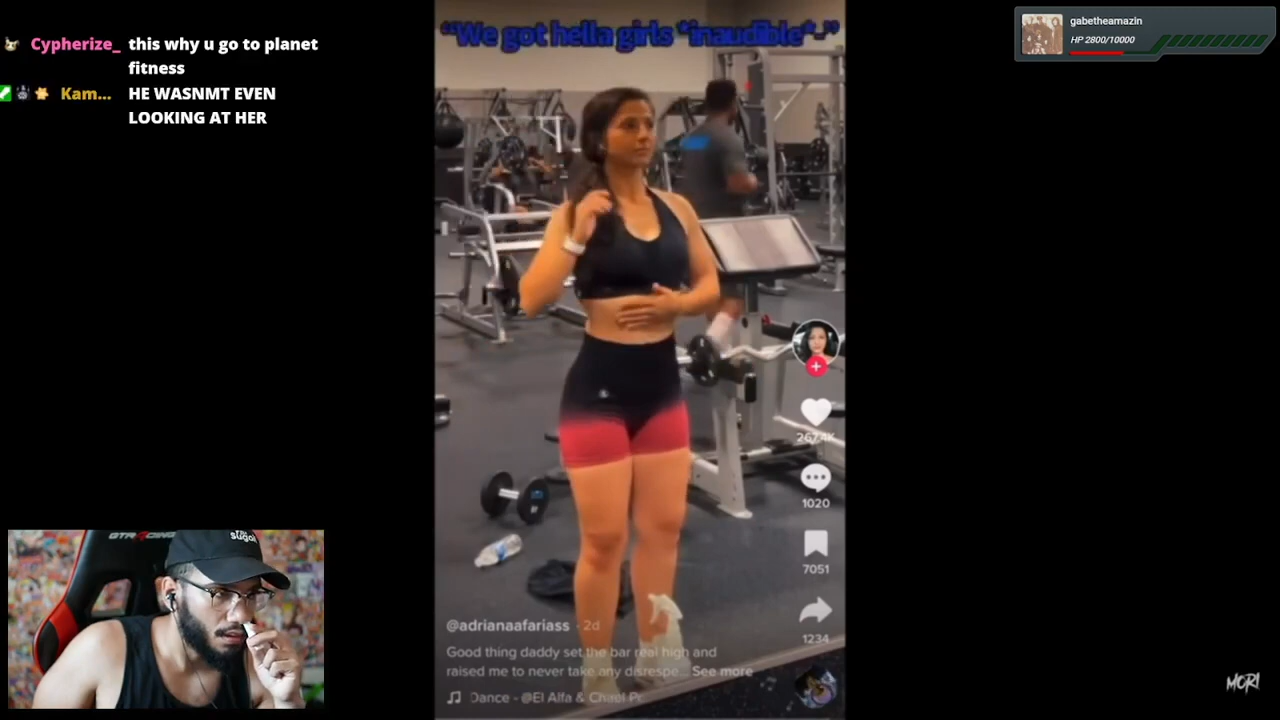 Cypherize_ this why u go to planet
fitness
Kam... HE WASNMT EVEN
LOOKING AT HER
"We got hella girls *inaudible*-"
gabetheamazin
HP 2800/10000
267.4K
1020
7051
1234
@adrianaafariass · 2d
Good thing daddy set the bar real high and
raised me to never take any disrespe... See more
Dance - @El Alfa & Chael Pr
MORI